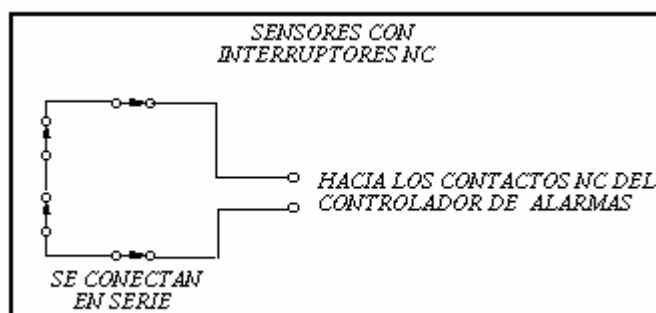 SENSORES CON
INTERRUPTORES NC
HACIA LOS CONTACTOS NC DEL
CONTROLADOR DE ALARMAS
SE CONECTAN
EN SERIE